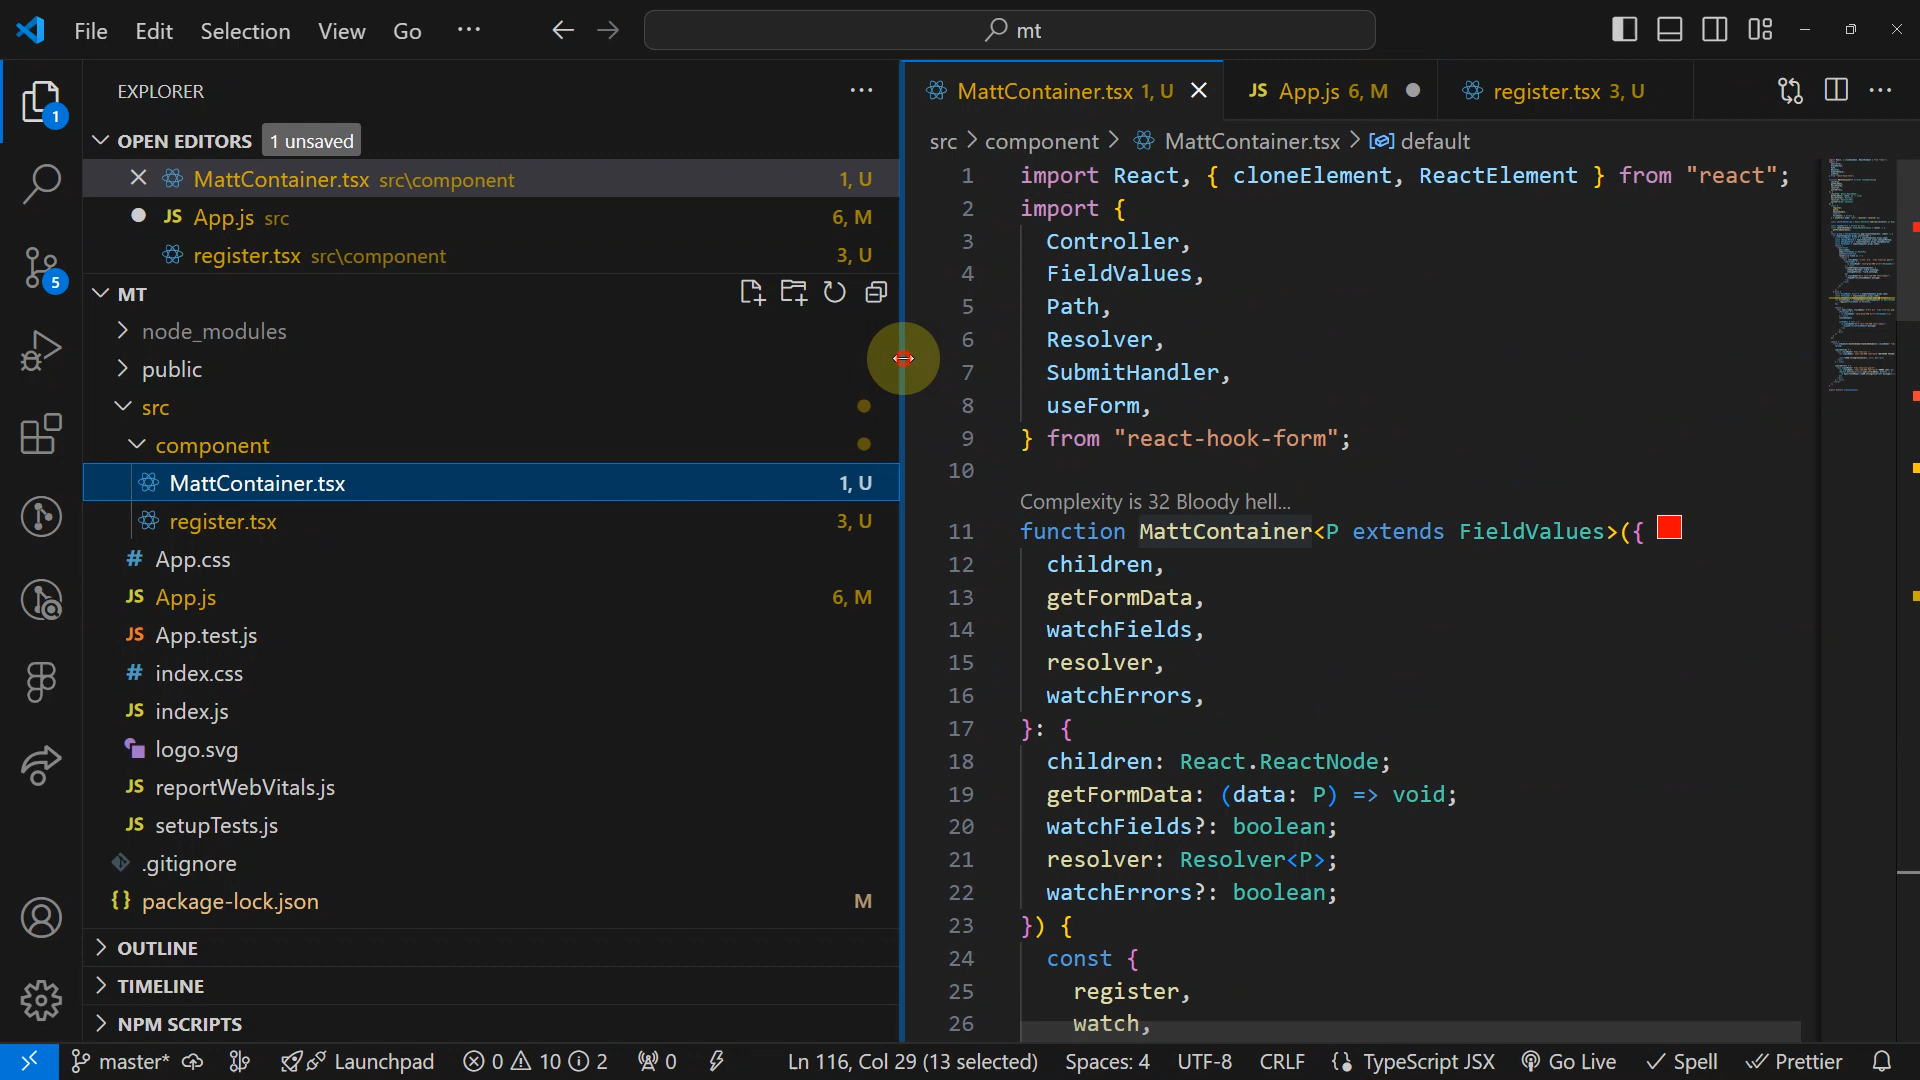 File Edit Selection View Go ··· mt
EXPLORER
OPEN EDITORS 1 unsaved
MattContainer.tsx src\component 1, U
JS App.js src 6, M
register.tsx src\component 3, U
MT
node_modules
public
src
component
MattContainer.tsx 1, U
register.tsx 3, U
# App.css
JS App.js 6, M
JS App.test.js
# index.css
JS index.js
logo.svg
JS reportWebVitals.js
JS setupTests.js
.gitignore
{} package-lock.json M
OUTLINE
TIMELINE
NPM SCRIPTS
1
5
MattContainer.tsx 1, U JS App.js 6, M register.tsx 3, U
src > component > MattContainer.tsx > default
1 import React, { cloneElement, ReactElement } from "react";
2 import {
3 Controller,
4 FieldValues,
5 Path,
6 Resolver,
7 SubmitHandler,
8 useForm,
9 } from "react-hook-form";
10
Complexity is 32 Bloody hell...
11 function MattContainer<P extends FieldValues>({
12 children,
13 getFormData,
14 watchFields,
15 resolver,
16 watchErrors,
17 }: {
18 children: React.ReactNode;
19 getFormData: (data: P) => void;
20 watchFields?: boolean;
21 resolver: Resolver<P>;
22 watchErrors?: boolean;
23 }) {
24 const {
25 register,
26 watch,
master* Launchpad 0 10 2 0 Ln 116, Col 29 (13 selected) Spaces: 4 UTF-8 CRLF {} TypeScript JSX Go Live Spell Prettier